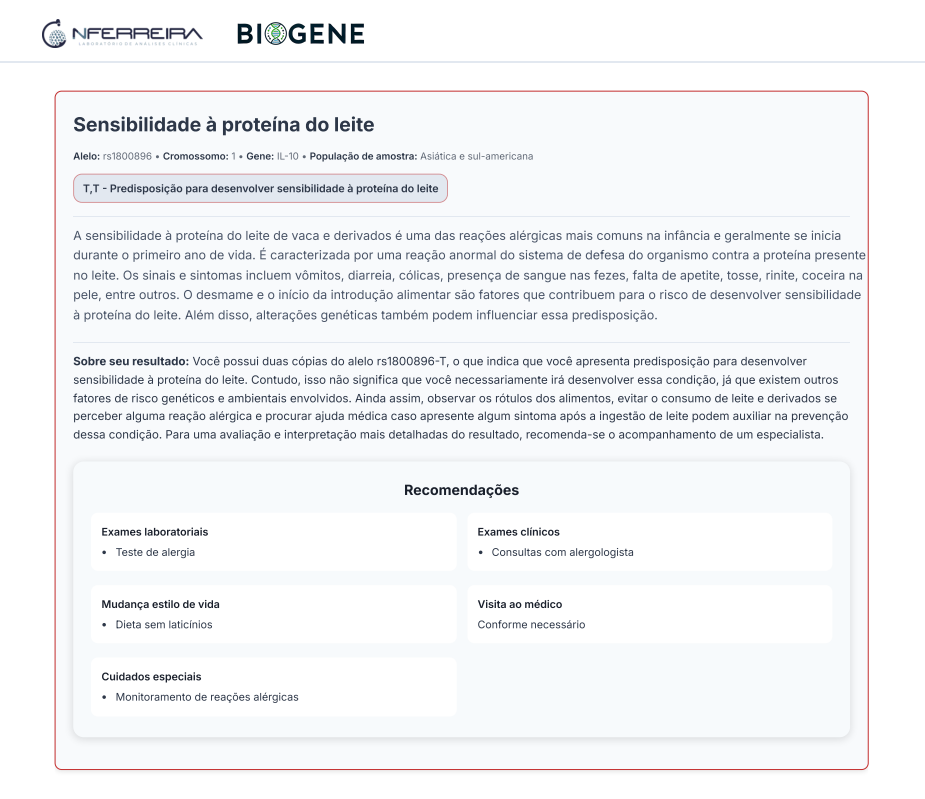 NFERREIRA
LABORATÓRIO DE ANÁLISES CLÍNICAS
BIOGENE
Sensibilidade à proteína do leite
Alelo: rs1800896 • Cromossomo: 1 • Gene: IL-10 • População de amostra: Asiática e sul-americana
T,T - Predisposição para desenvolver sensibilidade à proteína do leite
A sensibilidade à proteína do leite de vaca e derivados é uma das reações alérgicas mais comuns na infância e geralmente se inicia
durante o primeiro ano de vida. É caracterizada por uma reação anormal do sistema de defesa do organismo contra a proteína presente
no leite. Os sinais e sintomas incluem vômitos, diarreia, cólicas, presença de sangue nas fezes, falta de apetite, tosse, rinite, coceira na
pele, entre outros. O desmame e o início da introdução alimentar são fatores que contribuem para o risco de desenvolver sensibilidade
à proteína do leite. Além disso, alterações genéticas também podem influenciar essa predisposição.
Sobre seu resultado: Você possui duas cópias do alelo rs1800896-T, o que indica que você apresenta predisposição para desenvolver
sensibilidade à proteína do leite. Contudo, isso não significa que você necessariamente irá desenvolver essa condição, já que existem outros
fatores de risco genéticos e ambientais envolvidos. Ainda assim, observar os rótulos dos alimentos, evitar o consumo de leite e derivados se
perceber alguma reação alérgica e procurar ajuda médica caso apresente algum sintoma após a ingestão de leite podem auxiliar na prevenção
dessa condição. Para uma avaliação e interpretação mais detalhadas do resultado, recomenda-se o acompanhamento de um especialista.
Recomendações
Exames laboratoriais
• Teste de alergia
Exames clínicos
• Consultas com alergologista
Mudança estilo de vida
• Dieta sem laticínios
Visita ao médico
Conforme necessário
Cuidados especiais
• Monitoramento de reações alérgicas